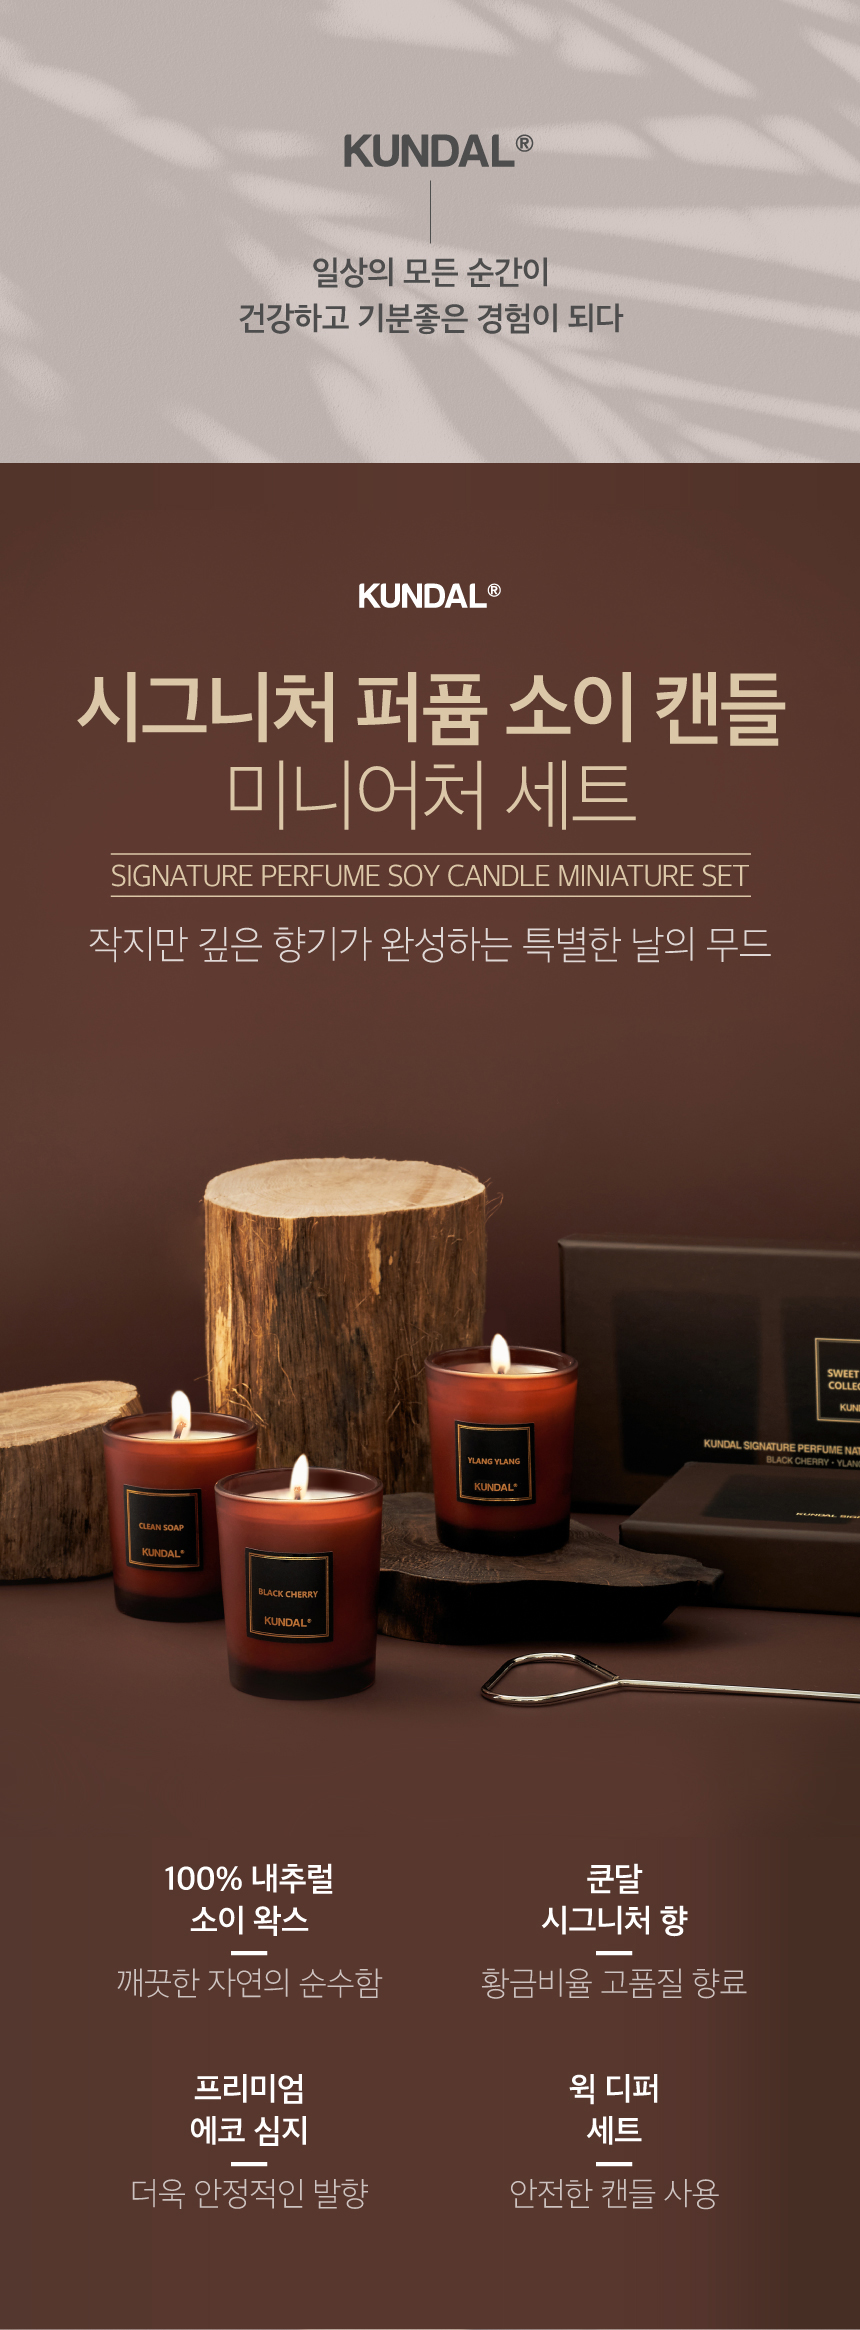 KUNDAL®
일상의 모든 순간이
건강하고 기분좋은 경험이 되다
KUNDAL®
시그니처 퍼퓸 소이 캔들
미니어처 세트
SIGNATURE PERFUME SOY CANDLE MINIATURE SET
작지만 깊은 향기가 완성하는 특별한 날의 무드
SWEET
KUNDAL SIGNATURE PERFUME
BLACK CHERRY
YLANG YLANG
KUNDAL®
CLEAN SOAP
KUNDAL®
BLACK CHERRY
KUNDAL®
KUNDAL
100% 내추럴
소이 왁스
깨끗한 자연의 순수함
쿤달
시그니처 향
황금비율 고품질 향료
프리미엄
에코 심지
더욱 안정적인 발향
윅 디퍼
세트
안전한 캔들 사용